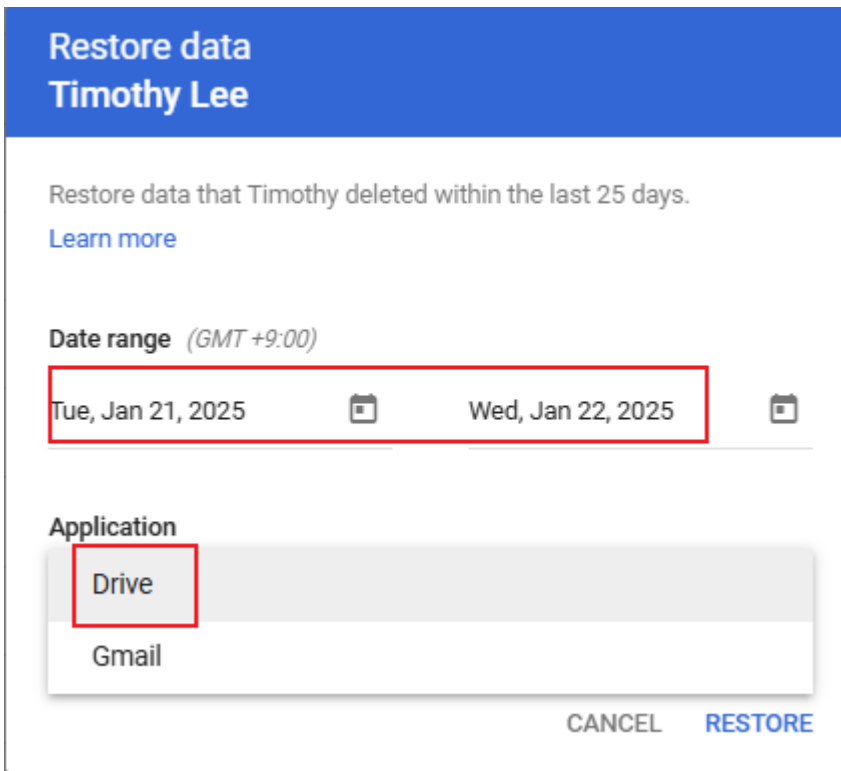 Restore data
Timothy Lee
Restore data that Timothy deleted within the last 25 days.
Learn more
Date range (GMT +9:00)
Tue, Jan 21, 2025 Wed, Jan 22, 2025
Application
Drive
Gmail
CANCEL RESTORE